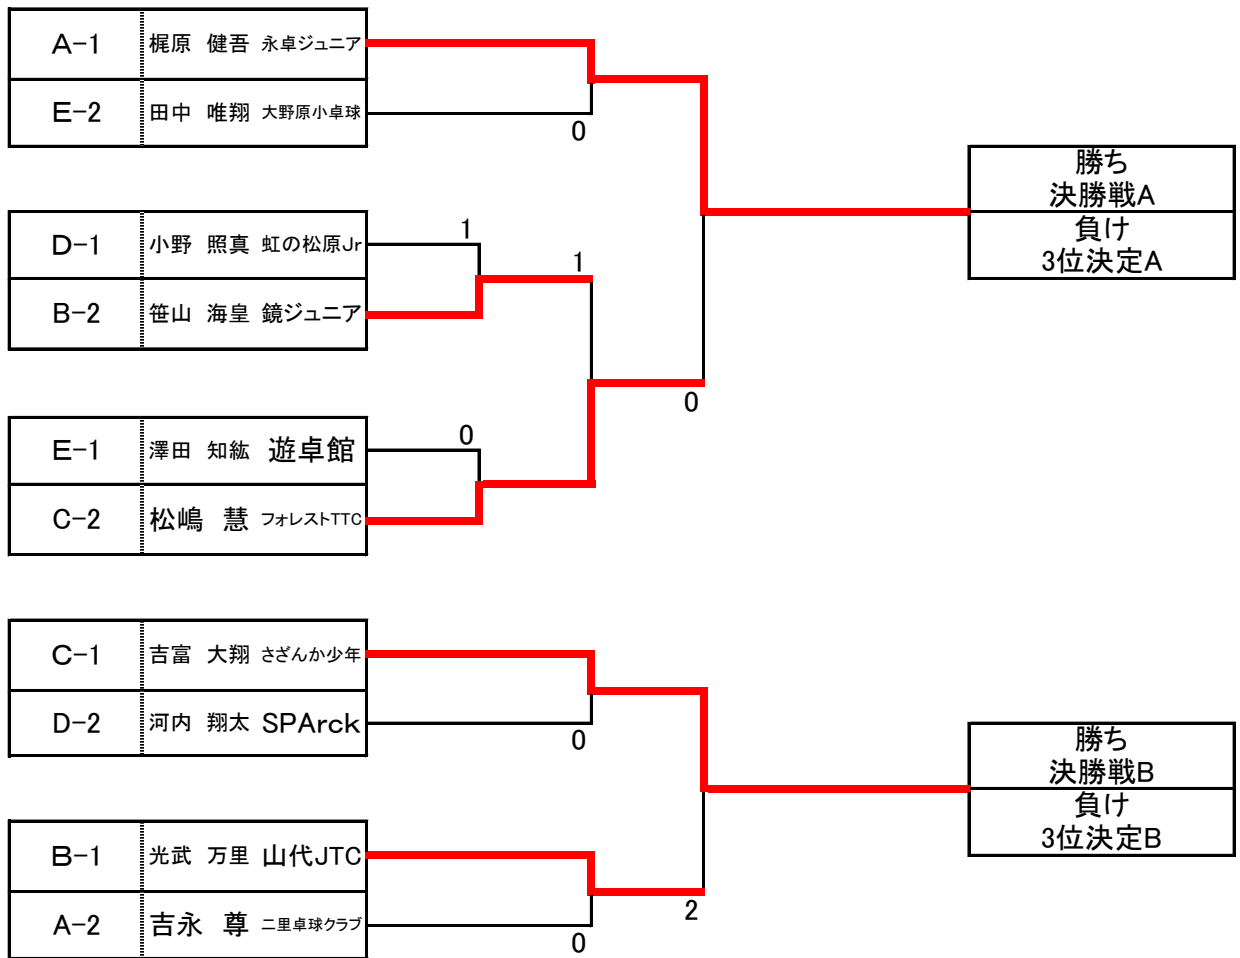 A-1 梶原 健吾 永卓ジュニア
E-2 田中 唯翔 大野原小卓球
0
勝ち
決勝戦A
負け
3位決定A
D-1 小野 照真 虹の松原Jr
1
1
B-2 笹山 海皇 鏡ジュニア
0
E-1 澤田 知紘 遊卓館
0
C-2 松嶋 慧 フォレストTTC
C-1 吉富 大翔 さざんか少年
D-2 河内 翔太 SPArck
0
勝ち
決勝戦B
負け
3位決定B
B-1 光武 万里 山代JTC
2
A-2 吉永 尊 二里卓球クラブ
0